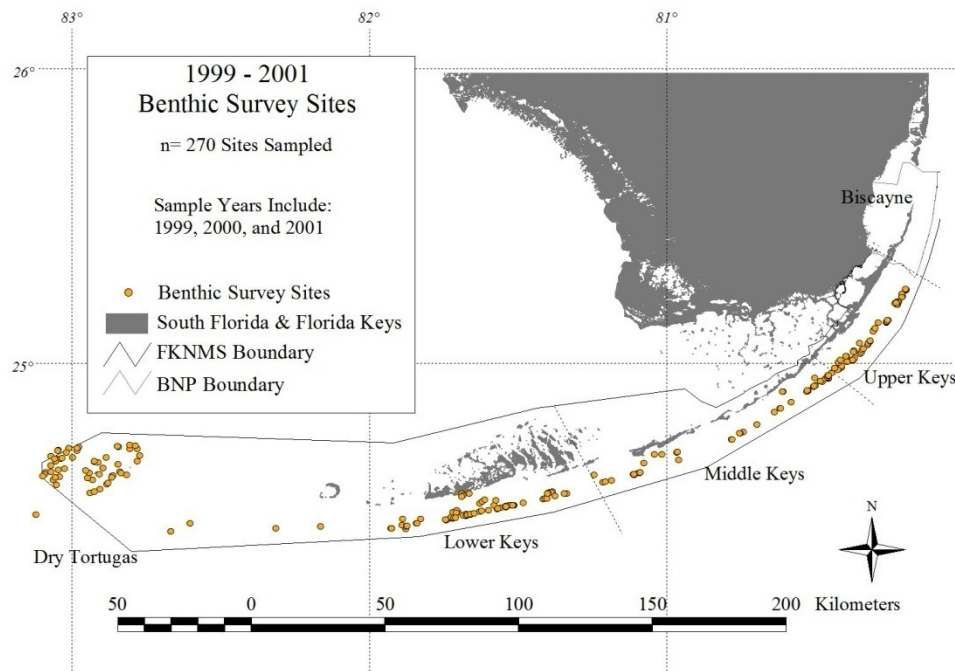 83°
82°
81°
26°
1999 - 2001
Benthic Survey Sites
n= 270 Sites Sampled
Sample Years Include:
1999, 2000, and 2001
Benthic Survey Sites
South Florida & Florida Keys
FKNMS Boundary
BNP Boundary
Biscayne
25°
Upper Keys
Middle Keys
Lower Keys
Dry Tortugas
N
50
0
50
100
150
200
Kilometers